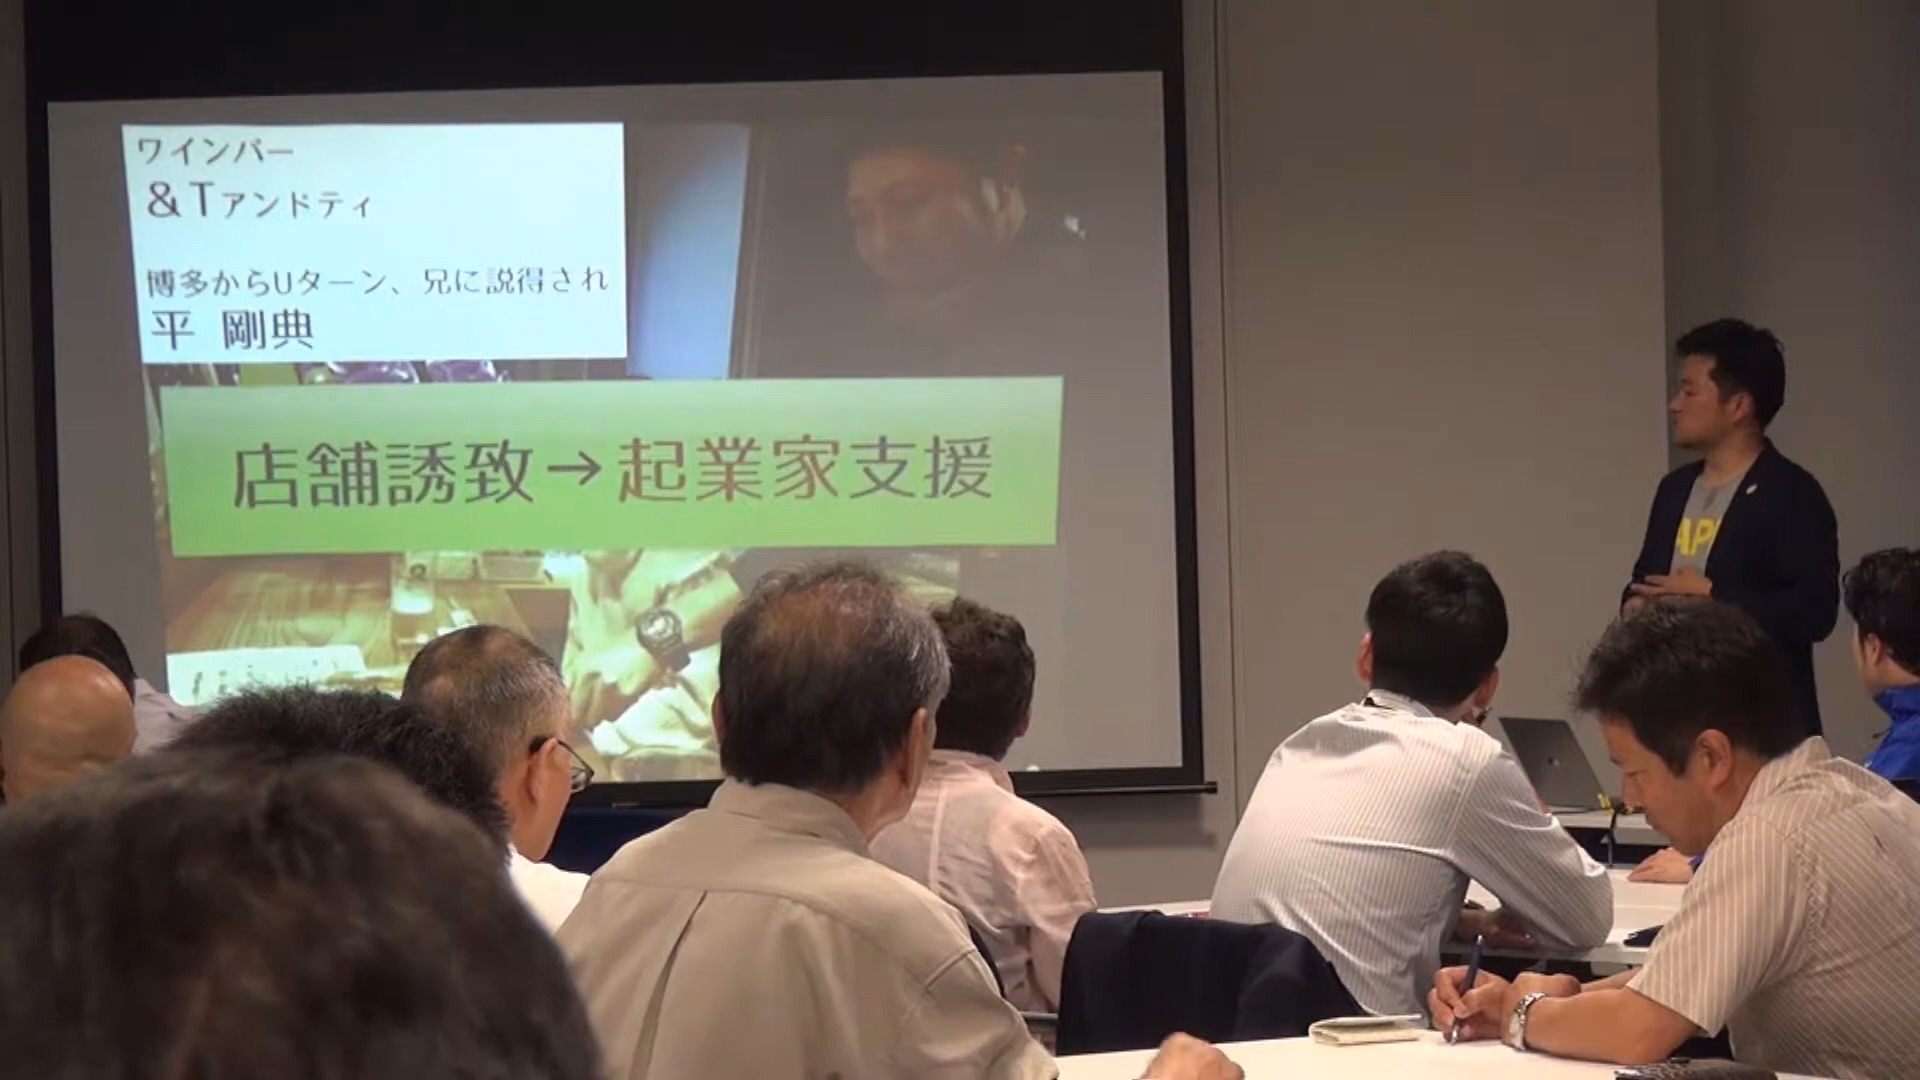 ワインバー
&Tアンドティ
博多からUターン、兄に説得され
平 剛典
店舗誘致→起業家支援
AP